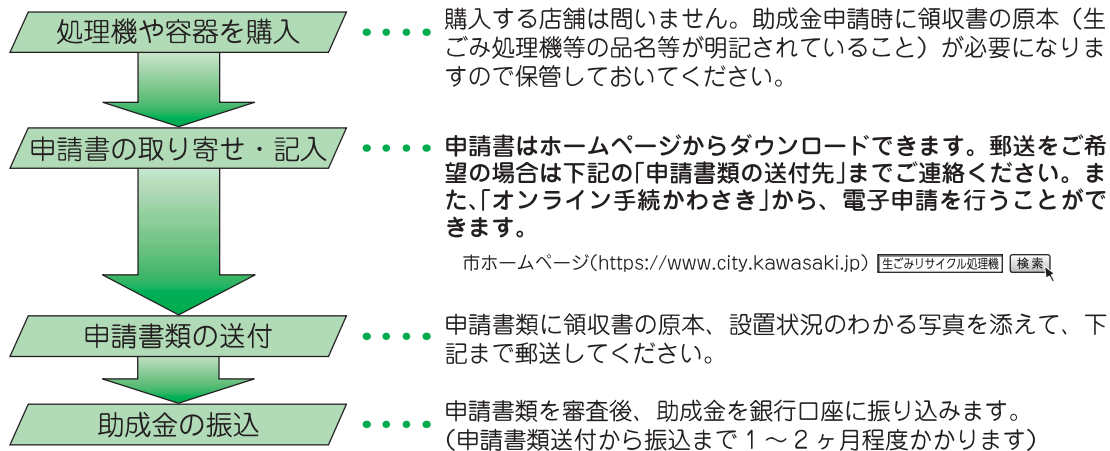 処理機や容器を購入
購入する店舗は問いません。助成金申請時に領収書の原本（生
ごみ処理機等の品名等が明記されていること）が必要になりま
すので保管しておいてください。
申請書の取り寄せ・記入
申請書はホームページからダウンロードできます。郵送をご希
望の場合は下記の｢申請書類の送付先｣までご連絡ください。ま
た、｢オンライン手続かわさき｣から、電子申請を行うことがで
きます。
市ホームページ(https://www.city.kawasaki.jp) 生ごみリサイクル処理機 検索
申請書類の送付
申請書類に領収書の原本、設置状況のわかる写真を添えて、下
記まで郵送してください。
助成金の振込
申請書類を審査後、助成金を銀行口座に振り込みます。
（申請書類送付から振込まで１～２ヶ月程度かかります）